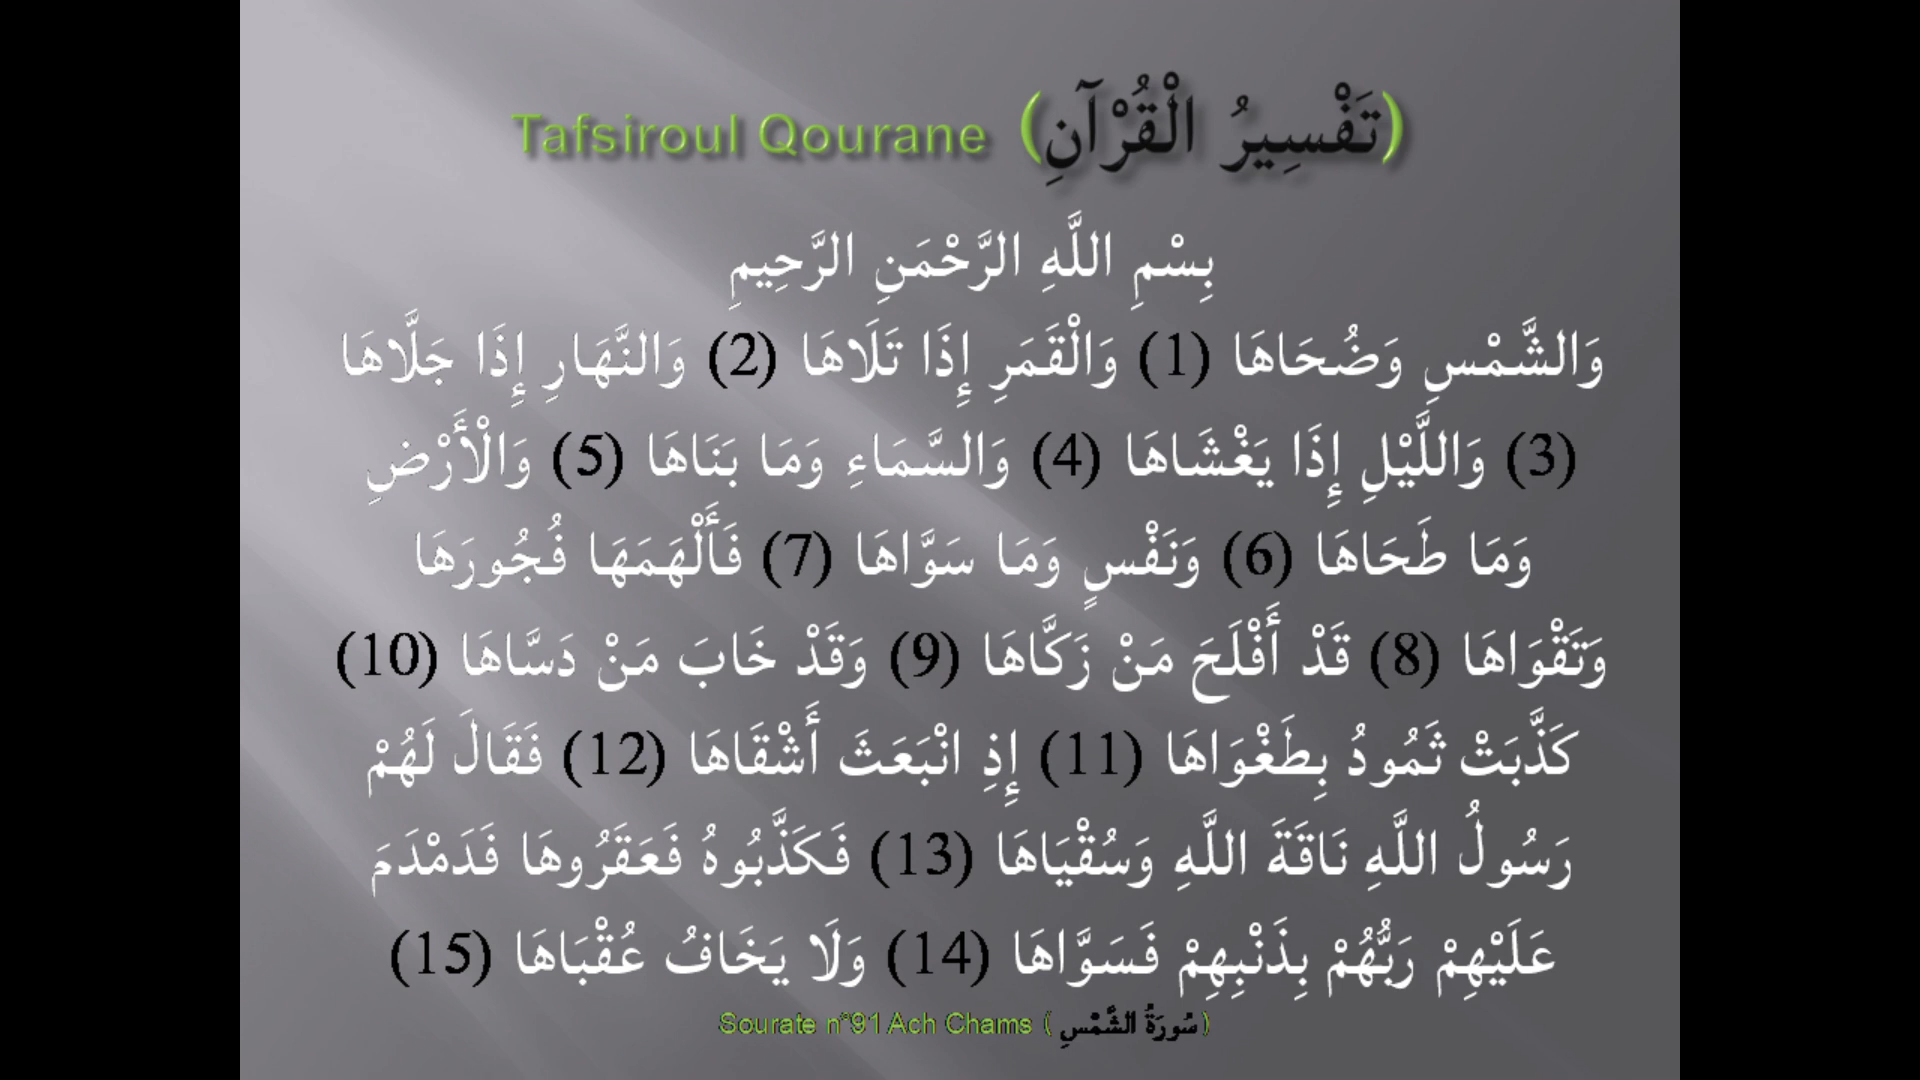 Tafsiroul Qourane (تَفْسِيرُ الْقُرْآنِ)
بِسْمِ اللَّهِ الرَّحْمَنِ الرَّحِيمِ
وَالشَّمْسِ وَضُحَاهَا (1) وَالْقَمَرِ إِذَا تَلَاهَا (2) وَالنَّهَارِ إِذَا جَلَّاهَا
(3) وَاللَّيْلِ إِذَا يَغْشَاهَا (4) وَالسَّمَاءِ وَمَا بَنَاهَا (5) وَالْأَرْضِ
وَمَا طَحَاهَا (6) وَنَفْسٍ وَمَا سَوَّاهَا (7) فَأَلْهَمَهَا فُجُورَهَا
وَتَقْوَاهَا (8) قَدْ أَفْلَحَ مَنْ زَكَّاهَا (9) وَقَدْ خَابَ مَنْ دَسَّاهَا (10)
كَذَّبَتْ ثَمُودُ بِطَغْوَاهَا (11) إِذِ انْبَعَثَ أَشْقَاهَا (12) فَقَالَ لَهُمْ
رَسُولُ اللَّهِ نَاقَةَ اللَّهِ وَسُقْيَاهَا (13) فَكَذَّبُوهُ فَعَقَرُوهَا فَدَمْدَمَ
عَلَيْهِمْ رَبُّهُمْ بِذَنْبِهِمْ فَسَوَّاهَا (14) وَلَا يَخَافُ عُقْبَاهَا (15)
Sourate n°91 Ach Chams (سُورَةُ الشَّمْسِ)